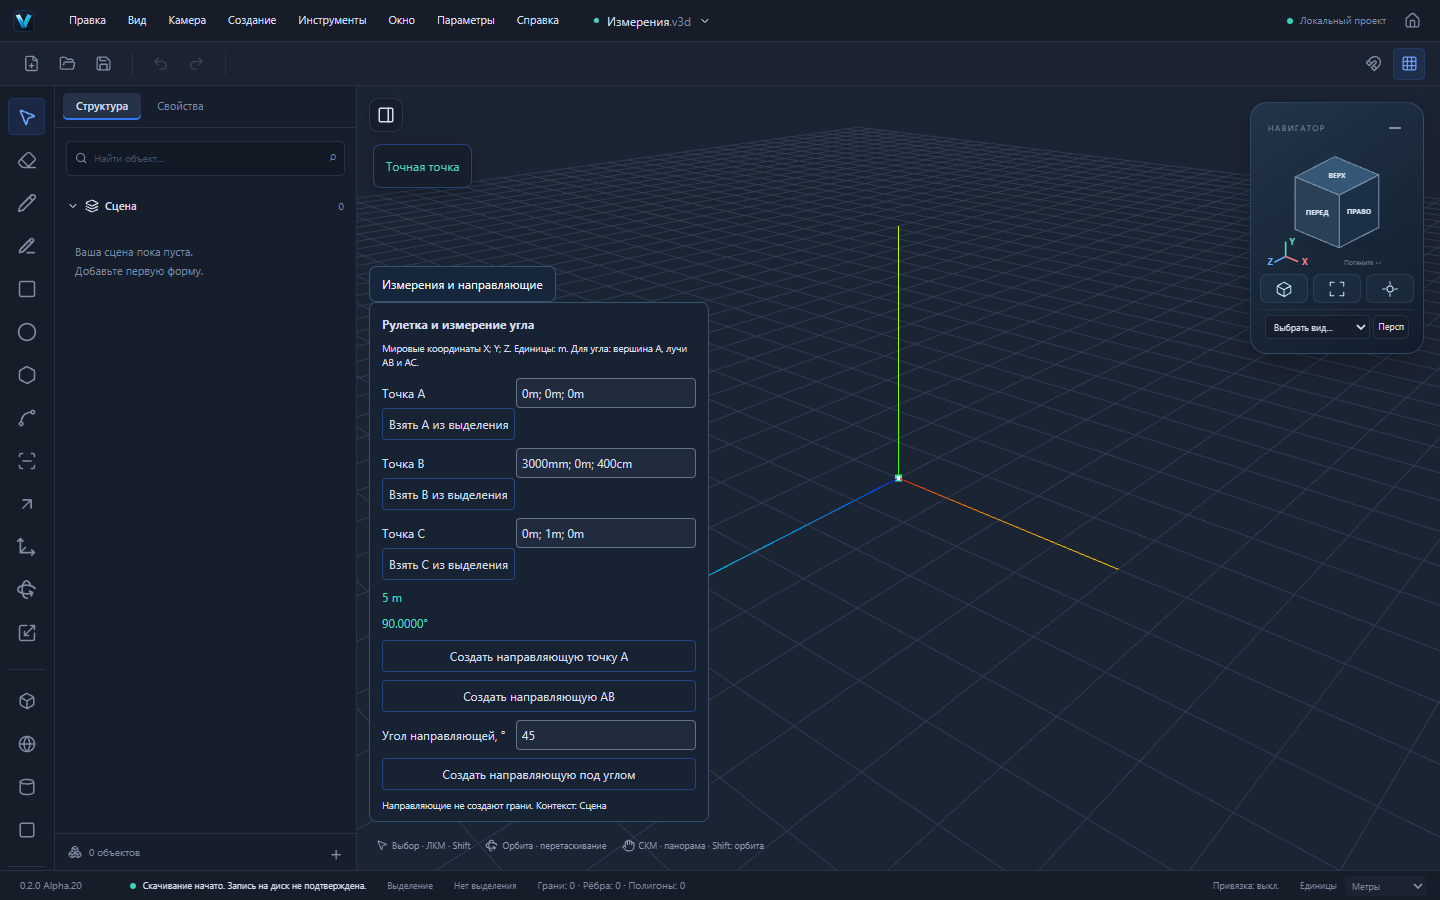 Правка Вид Камера Создание Инструменты Окно Параметры Справка Измерения.v3d Локальный проект
Структура Свойства
Найти объект...
Сцена 0
Ваша сцена пока пуста.
Добавьте первую форму.
0 объектов
Точная точка
Измерения и направляющие
Рулетка и измерение угла
Мировые координаты X; Y; Z. Единицы: m. Для угла: вершина A, лучи
AB и AC.
Точка A 0m; 0m; 0m
Взять A из выделения
Точка B 3000mm; 0m; 400cm
Взять B из выделения
Точка C 0m; 1m; 0m
Взять C из выделения
5 m
90.0000°
Создать направляющую точку A
Создать направляющую AB
Угол направляющей, ° 45
Создать направляющую под углом
Направляющие не создают грани. Контекст: Сцена
Выбор · ЛКМ · Shift Орбита · перетаскивание СКМ · панорама · Shift: орбита
НАВИГАТОР
ВЕРХ
ПЕРЕД ПРАВО
Y
Z X
Потяните
Выбрать вид... Персп
0.2.0 Alpha.20 Скачивание начато. Запись на диск не подтверждена. Выделение Нет выделения Грани: 0 · Рёбра: 0 · Полигоны: 0 Привязка: выкл. Единицы Метры